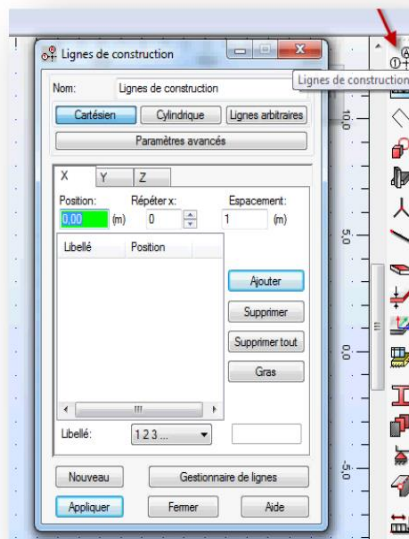 Lignes de construction
Lignes de construction
Nom: Lignes de construction
Cartésien Cylindrique Lignes arbitraires
Paramètres avancés
X Y Z
Position: Répéter x: Espacement:
0.00 (m) 0 1 (m)
Libellé Position
Ajouter
Supprimer
Supprimer tout
Gras
Libellé: 1 2 3 ...
Nouveau Gestionnaire de lignes
Appliquer Fermer Aide
10,0
5,0
0,0
-5,0